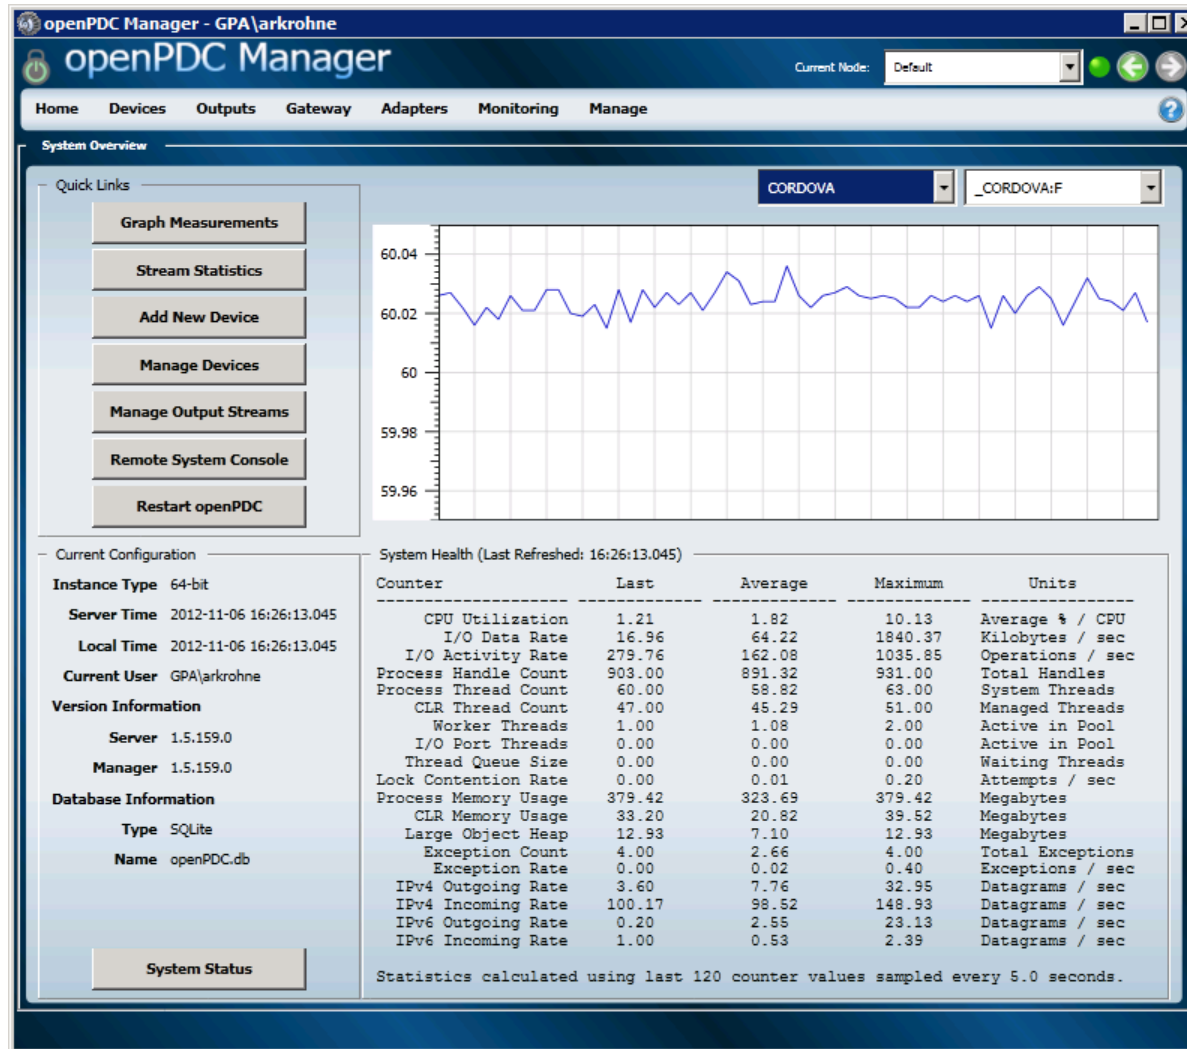 openPDC Manager - GPA\arkrohne
openPDC Manager
Current Node: Default
Home Devices Outputs Gateway Adapters Monitoring Manage
System Overview
Quick Links
Graph Measurements
Stream Statistics
Add New Device
Manage Devices
Manage Output Streams
Remote System Console
Restart openPDC
CORDOVA _CORDOVA:F
60.04
60.02
60
59.98
59.96
Current Configuration
Instance Type 64-bit
Server Time 2012-11-06 16:26:13.045
Local Time 2012-11-06 16:26:13.045
Current User GPA\arkrohne
Version Information
Server 1.5.159.0
Manager 1.5.159.0
Database Information
Type SQLite
Name openPDC.db
System Status
System Health (Last Refreshed: 16:26:13.045)
Counter Last Average Maximum Units
-------------------- ------------- ------------- ------------- ----------------
CPU Utilization 1.21 1.82 10.13 Average % / CPU
I/O Data Rate 16.96 64.22 1840.37 Kilobytes / sec
I/O Activity Rate 279.76 162.08 1035.85 Operations / sec
Process Handle Count 903.00 891.32 931.00 Total Handles
Process Thread Count 60.00 58.82 63.00 System Threads
CLR Thread Count 47.00 45.29 51.00 Managed Threads
Worker Threads 1.00 1.08 2.00 Active in Pool
I/O Port Threads 0.00 0.00 0.00 Active in Pool
Thread Queue Size 0.00 0.00 0.00 Waiting Threads
Lock Contention Rate 0.00 0.01 0.20 Attempts / sec
Process Memory Usage 379.42 323.69 379.42 Megabytes
CLR Memory Usage 33.20 20.82 39.52 Megabytes
Large Object Heap 12.93 7.10 12.93 Megabytes
Exception Count 4.00 2.66 4.00 Total Exceptions
Exception Rate 0.00 0.02 0.40 Exceptions / sec
IPv4 Outgoing Rate 3.60 7.76 32.95 Datagrams / sec
IPv4 Incoming Rate 100.17 98.52 148.93 Datagrams / sec
IPv6 Outgoing Rate 0.20 2.55 23.13 Datagrams / sec
IPv6 Incoming Rate 1.00 0.53 2.39 Datagrams / sec
Statistics calculated using last 120 counter values sampled every 5.0 seconds.